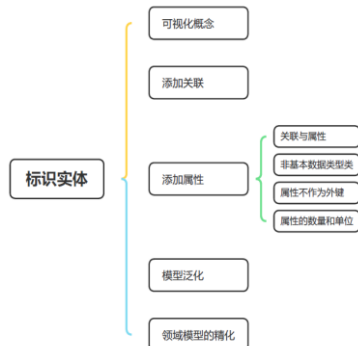 标识实体
可视化概念
添加关联
添加属性
关联与属性
非基本数据类型类
属性不作为外键
属性的数量和单位
模型泛化
领域模型的精化